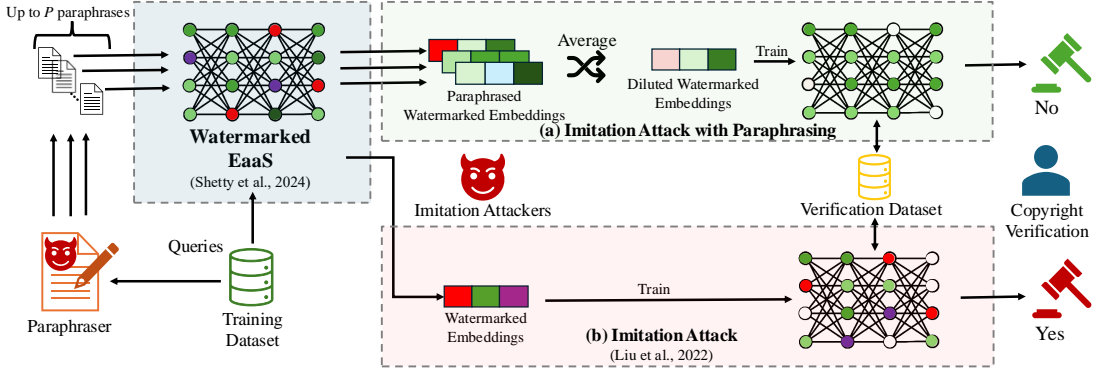 Up to P paraphrases
Watermarked
EaaS
(Shetty et al., 2024)
Paraphrased
Watermarked Embeddings
Average
Diluted Watermarked
Embeddings
Train
(a) Imitation Attack with Paraphrasing
No
Imitation Attackers
Verification Dataset
Copyright
Verification
Queries
Paraphraser
Training
Dataset
Watermarked
Embeddings
Train
(b) Imitation Attack
(Liu et al., 2022)
Yes